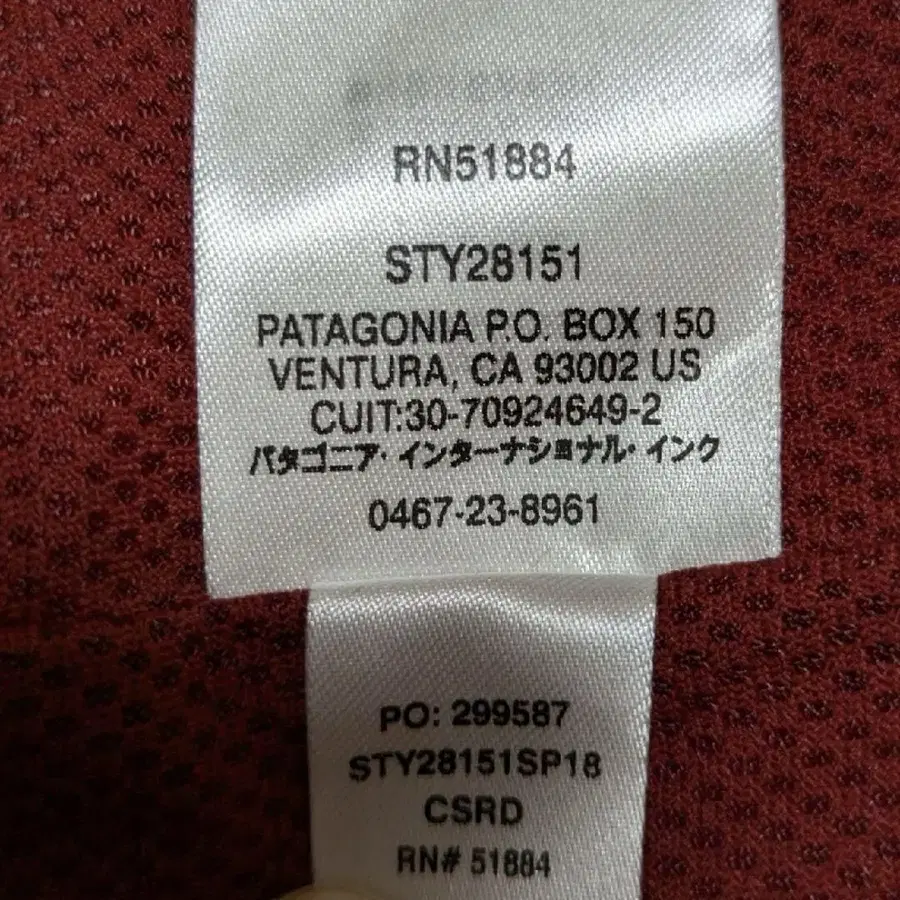 RN51884
STY28151
PATAGONIA P.O. BOX 150
VENTURA, CA 93002 US
CUIT:30-70924649-2
パタゴニア・インターナショナル・インク
0467-23-8961
PO: 299587
STY28151SP18
CSRD
RN# 51884